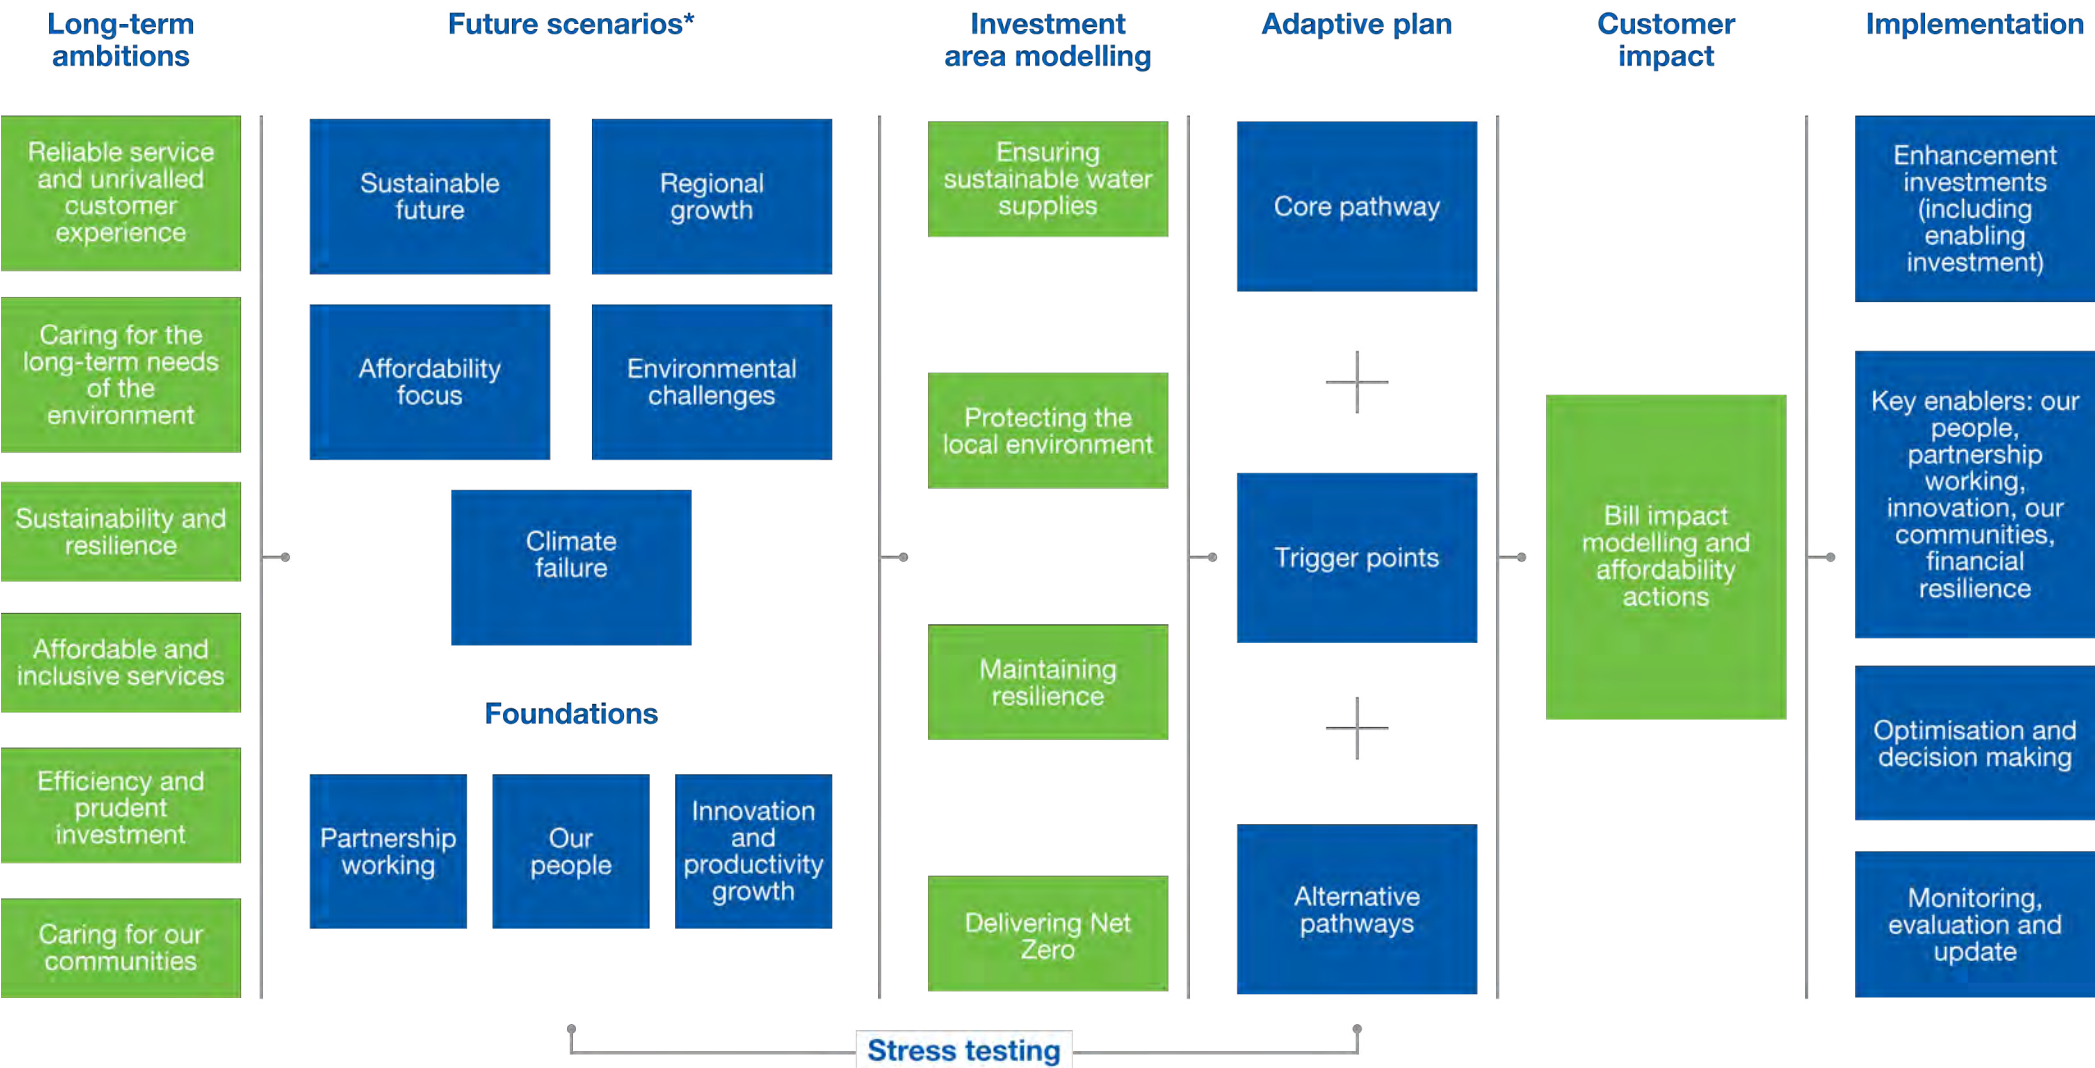 Long-term
ambitions
Reliable service
and unrivalled
customer
experience
Caring for the
long-term needs
of the
environment
Sustainability and
resilience
Affordable and
inclusive services
Efficiency and
prudent
investment
Caring for our
communities
Future scenarios*
Sustainable
future
Regional
growth
Affordability
focus
Environmental
challenges
Climate
failure
Foundations
Partnership
working
Our
people
Innovation
and
productivity
growth
Investment
area modelling
Ensuring
sustainable water
supplies
Protecting the
local environment
Maintaining
resilience
Delivering Net
Zero
Adaptive plan
Core pathway
Trigger points
Alternative
pathways
Customer
impact
Bill impact
modelling and
affordability
actions
Implementation
Enhancement
investments
(including
enabling
investment)
Key enablers: our
people,
partnership
working,
innovation, our
communities,
financial
resilience
Optimisation and
decision making
Monitoring,
evaluation and
update
Stress testing